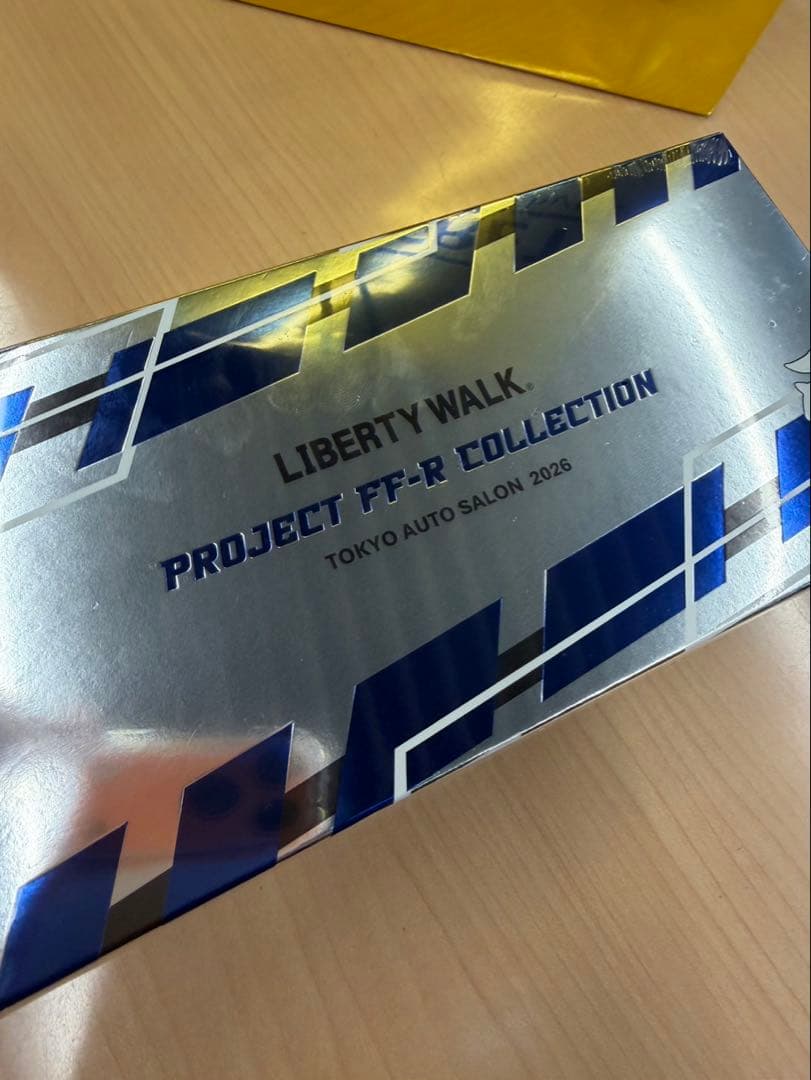 LIBERTY WALK®
PROJECT FF-R COLLECTION
TOKYO AUTO SALON 2026